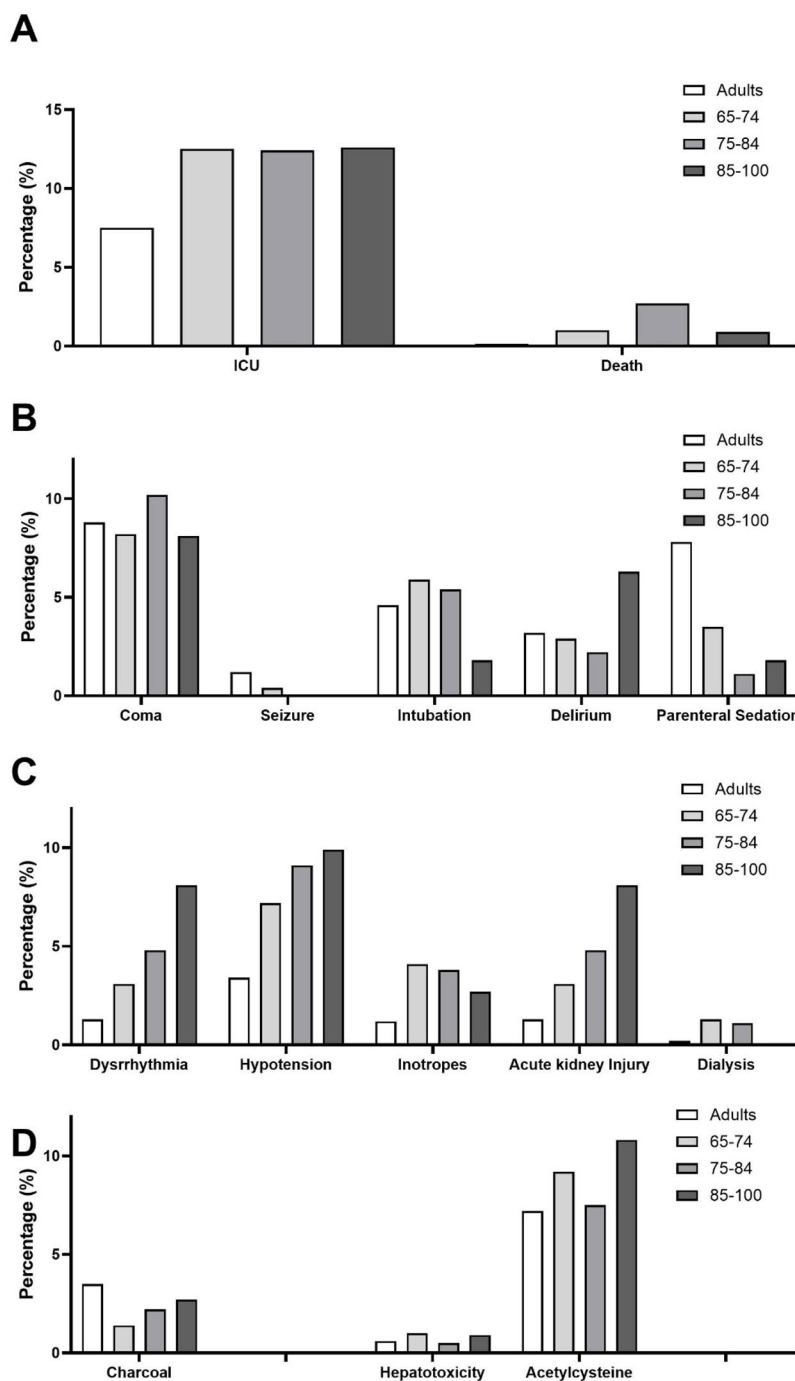 A
Adults
65-74
75-84
85-100
Percentage (%)
15
10
5
0
ICU Death
B
Adults
65-74
75-84
85-100
Percentage (%)
10
5
0
Coma Seizure Intubation Delirium Parenteral Sedation
C
Adults
65-74
75-84
85-100
Percentage (%)
10
5
0
Dysrrhythmia Hypotension Inotropes Acute kidney Injury Dialysis
D
Adults
65-74
75-84
85-100
Percentage (%)
10
5
0
Charcoal Hepatotoxicity Acetylcysteine